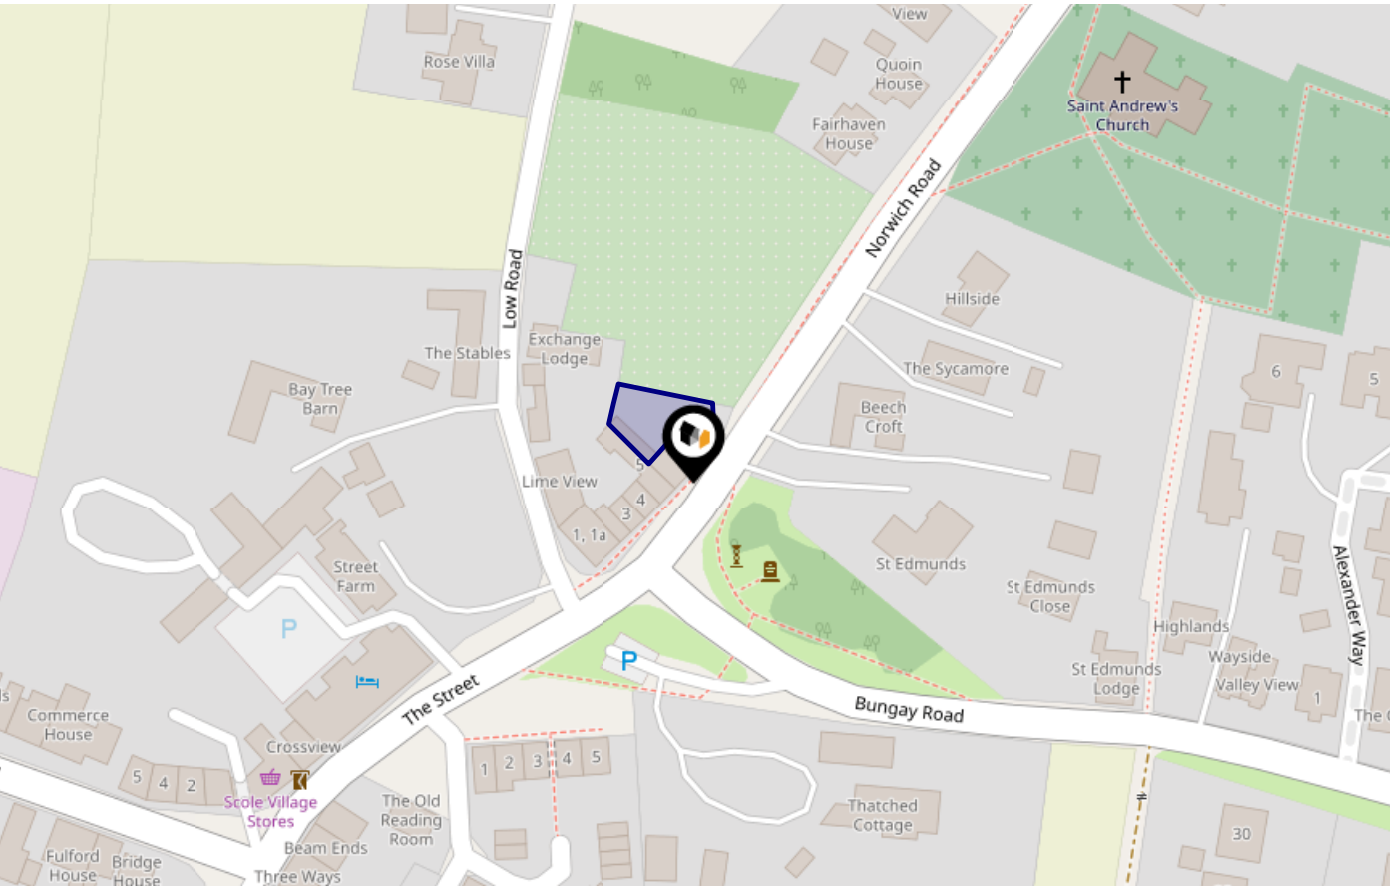 View
Rose Villa
Quoin
House
Saint Andrew's
Church
Fairhaven
House
Norwich Road
Low Road
Hillside
Exchange
Lodge
The Stables
The Sycamore
6
5
Bay Tree
Barn
Beech
Croft
5
Lime View
4
3
1, 1a
Street
Farm
St Edmunds
St Edmunds
Close
Alexander Way
P
Highlands
P
Wayside
St Edmunds
Lodge
Valley View
1
The Street
Bungay Road
Commerce
House
The C
Crossview
1
2
3
4
5
5
4
2
Scole Village
Stores
The Old
Reading
Room
Thatched
Cottage
30
Beam Ends
Fulford
House
Bridge
House
Three Ways